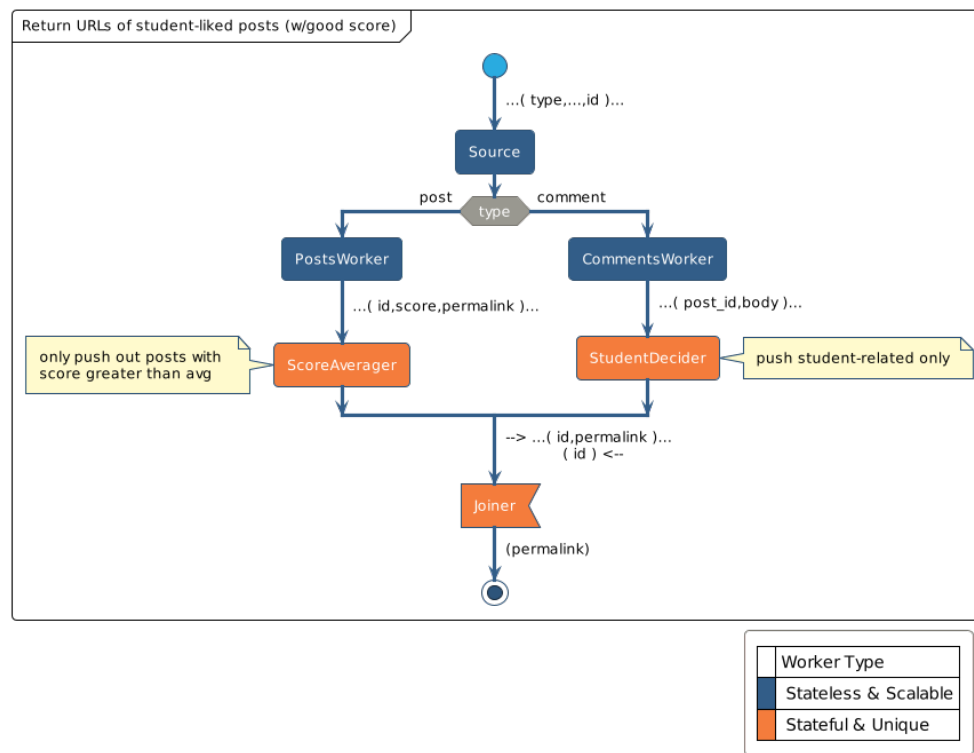 Return URLs of student-liked posts (w/good score)
...( type,...,id )...
Source
post
type
comment
PostsWorker
CommentsWorker
...( id,score,permalink )...
...( post_id,body )...
only push out posts with
score greater than avg
ScoreAverager
StudentDecider
push student-related only
--> ...( id,permalink )...
( id ) <--
Joiner
(permalink)
Worker Type
Stateless & Scalable
Stateful & Unique